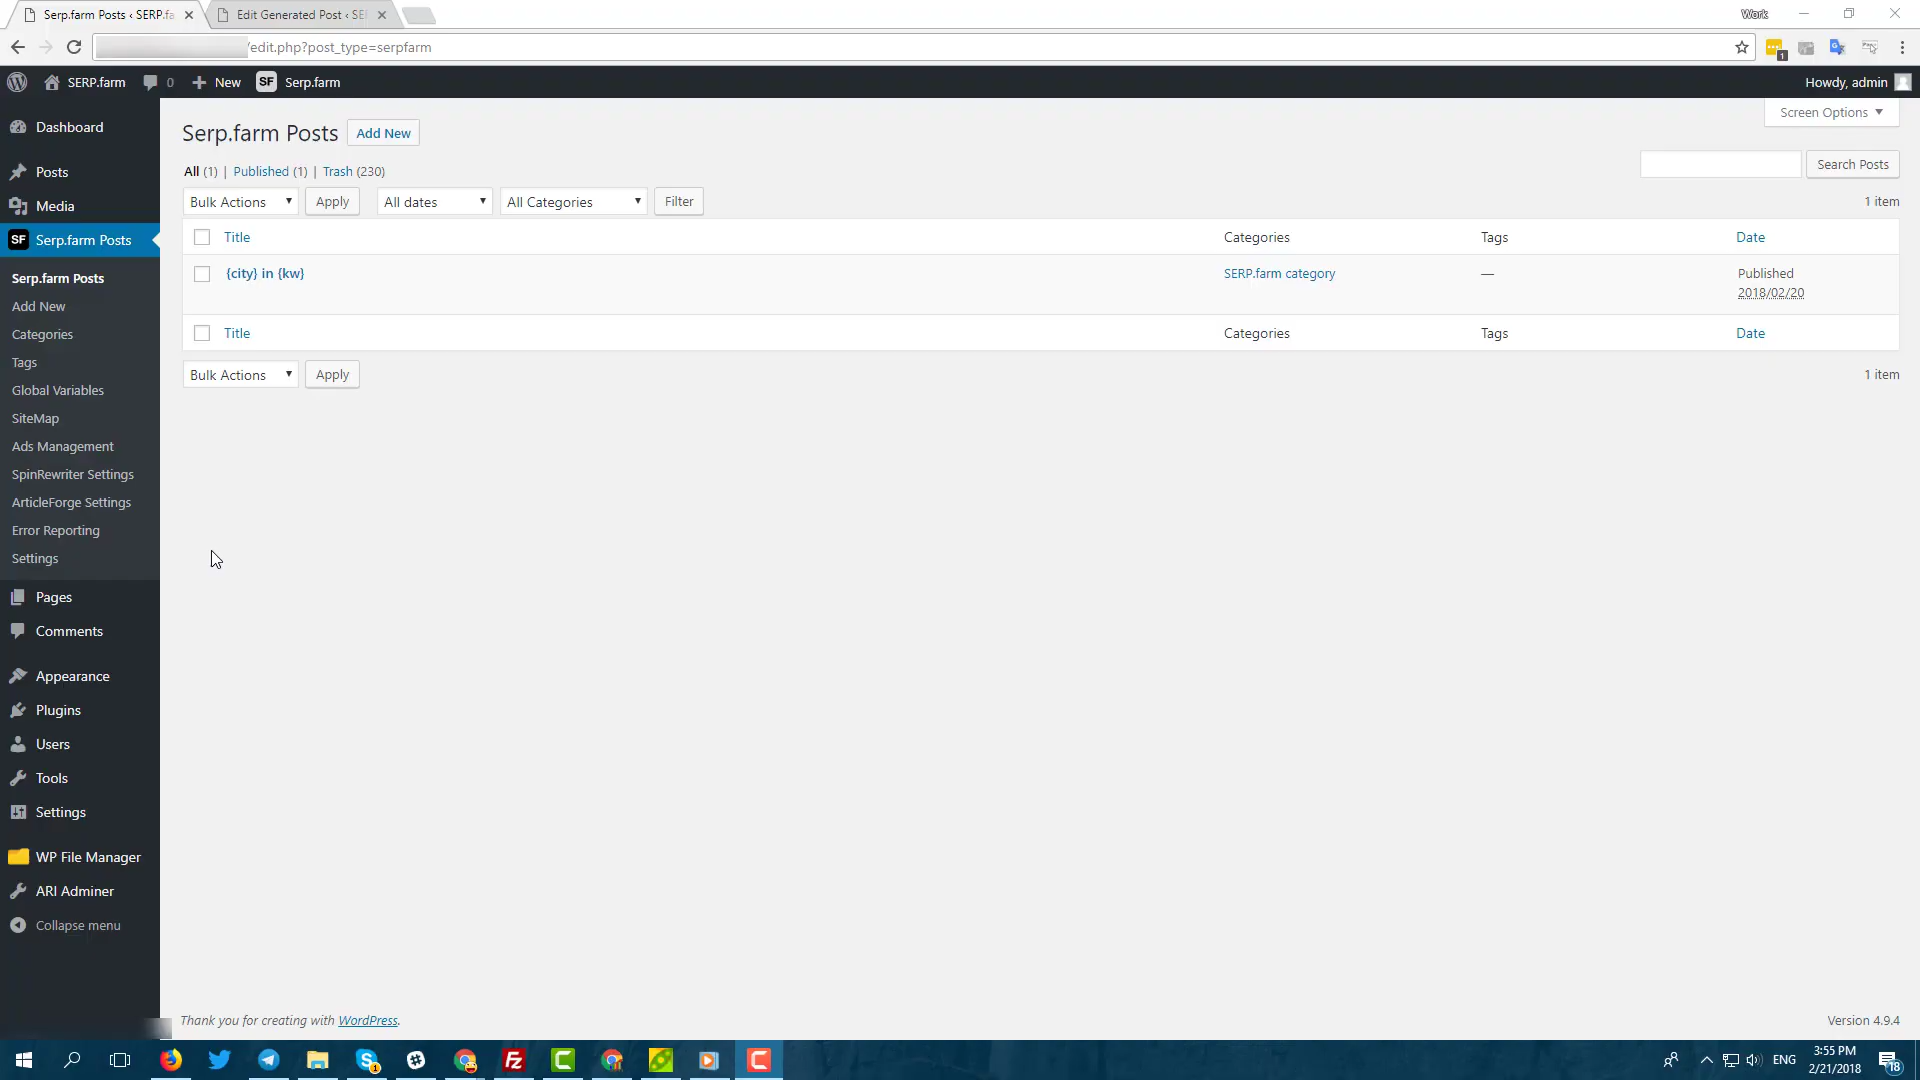 Serp.farm Posts ‹ SERP.fa
Edit Generated Post ‹ SE
Work
/edit.php?post_type=serpfarm
1
SERP.farm
0
New
SF
Serp.farm
Howdy, admin
Dashboard
Posts
Media
SF Serp.farm Posts
Serp.farm Posts
Add New
Categories
Tags
Global Variables
SiteMap
Ads Management
SpinRewriter Settings
ArticleForge Settings
Error Reporting
Settings
Pages
Comments
Appearance
Plugins
Users
Tools
Settings
WP File Manager
ARI Adminer
Collapse menu
Screen Options
Serp.farm Posts
Add New
All (1) | Published (1) | Trash (230)
Search Posts
Bulk Actions
Apply
All dates
All Categories
Filter
1 item
Title
Categories
Tags
Date
{city} in {kw}
SERP.farm category
—
Published
2018/02/20
Title
Categories
Tags
Date
Bulk Actions
Apply
1 item
Thank you for creating with WordPress.
Version 4.9.4
ENG
3:55 PM
2/21/2018
18